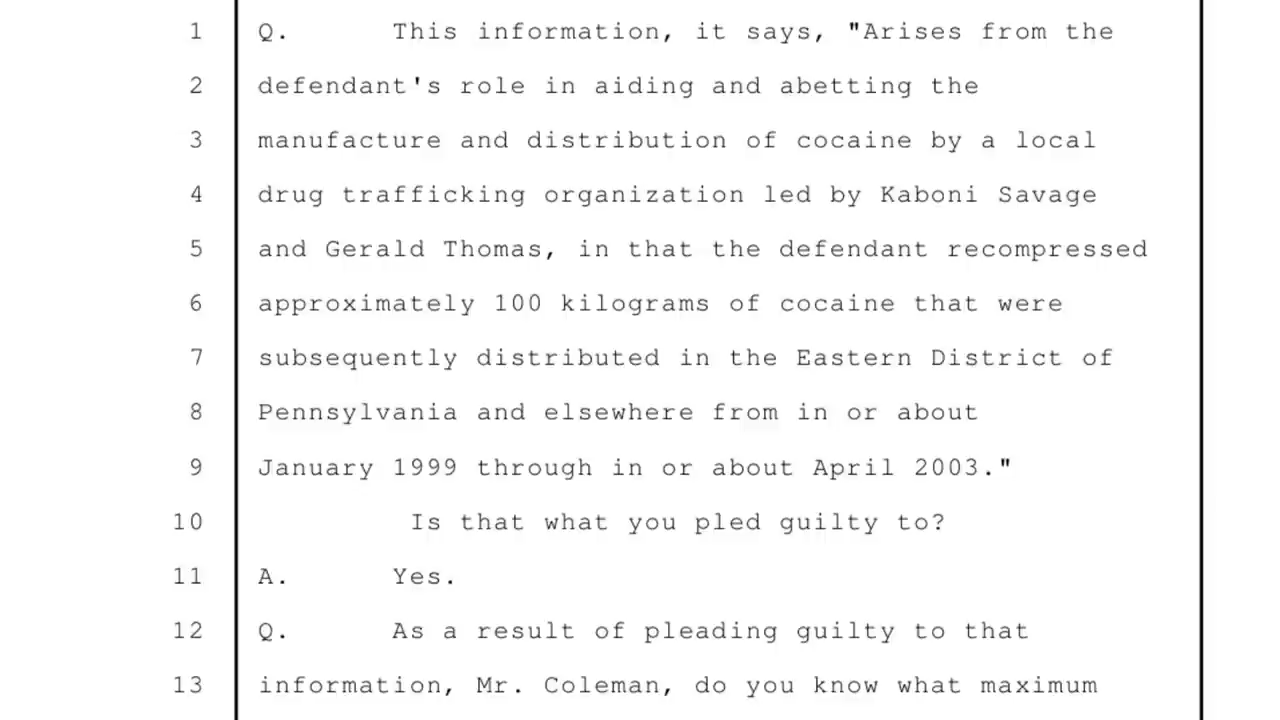 1 Q. This information, it says, "Arises from the
2 defendant's role in aiding and abetting the
3 manufacture and distribution of cocaine by a local
4 drug trafficking organization led by Kaboni Savage
5 and Gerald Thomas, in that the defendant recompressed
6 approximately 100 kilograms of cocaine that were
7 subsequently distributed in the Eastern District of
8 Pennsylvania and elsewhere from in or about
9 January 1999 through in or about April 2003."
10 Is that what you pled guilty to?
11 A. Yes.
12 Q. As a result of pleading guilty to that
13 information, Mr. Coleman, do you know what maximum